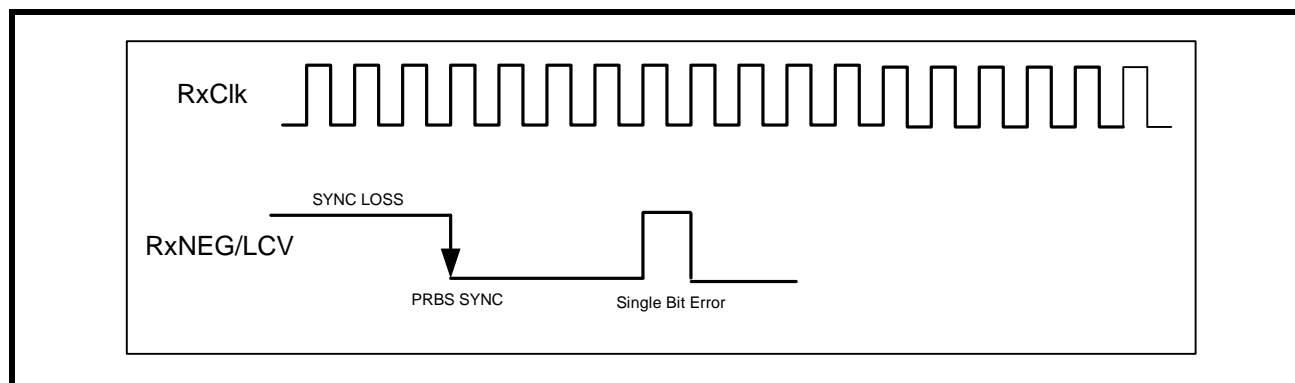 RxClk
SYNC LOSS
RxNEG/LCV
PRBS SYNC
Single Bit Error